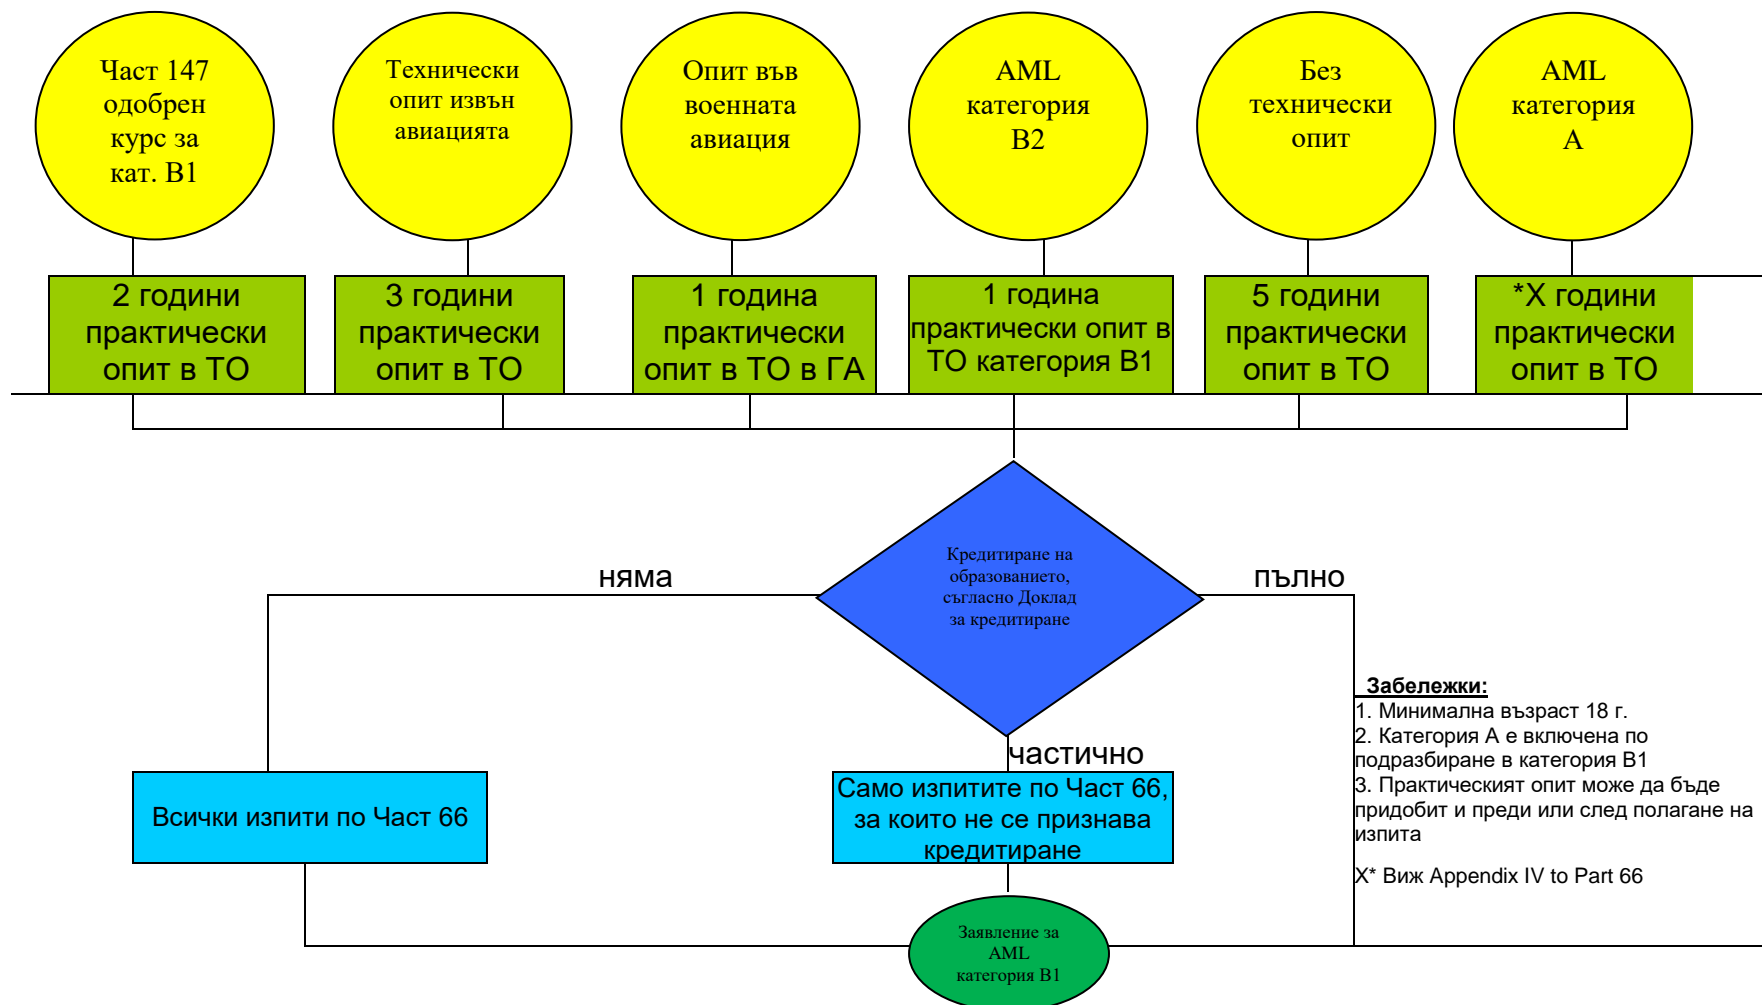 Част 147
одобрен
курс за
кат. B1
Технически
опит извън
авиацията
Опит във
военната
авиация
AML
категория
B2
Без
технически
опит
AML
категория
A
2 години
практически
опит в ТО
3 години
практически
опит в ТО
1 година
практически
опит в ТО в ГА
1 година
практически опит в
ТО категория B1
5 години
практически
опит в ТО
*X години
практически
опит в ТО
Кредитиране на
образованието,
съгласно Доклад
за кредитиране
няма
пълно
частично
Всички изпити по Част 66
Само изпитите по Част 66,
за които не се признава
кредитиране
Забележки:
1. Минимална възраст 18 г.
2. Категория А е включена по
подразбиране в категория B1
3. Практическият опит може да бъде
придобит и преди или след полагане на
изпита
X* Виж Appendix IV to Part 66
Заявление за
AML
категория B1